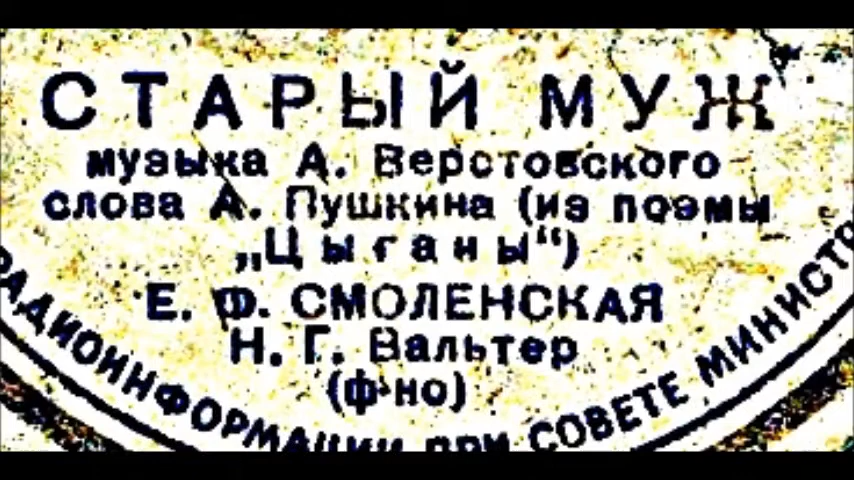 СТАРЫЙ МУЖ
музыка А. Верстовского
слова А. Пушкина (из поэмы
„Цыганы“)
Е. Ф. СМОЛЕНСКАЯ
Н. Г. Вальтер
(ф-но)
РАДИОИНФОРМАЦИИ ПРИ СОВЕТЕ МИНИСТР